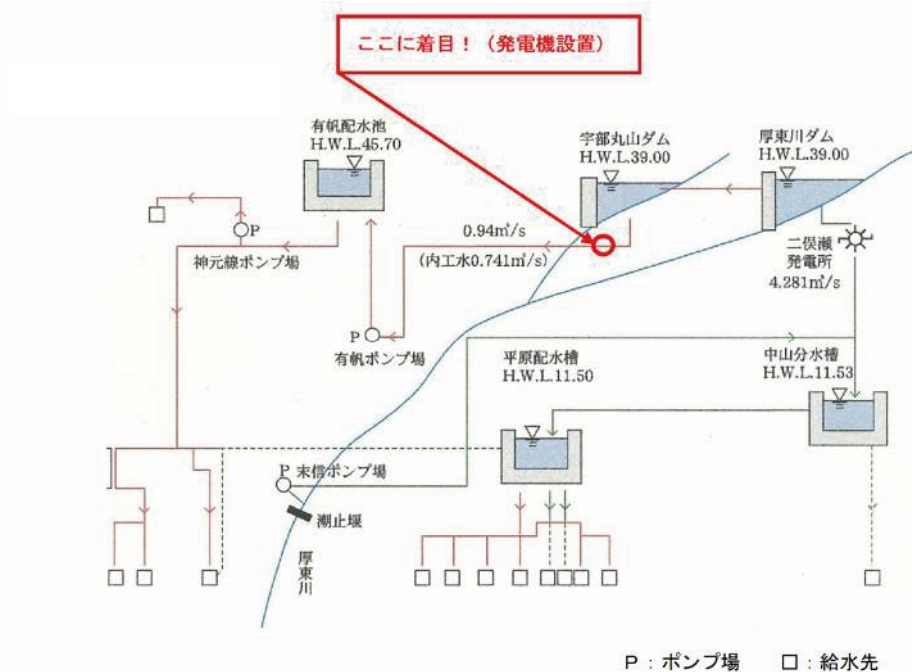 ここに着目！（発電機設置）
有帆配水池
H.W.L.45.70
宇部丸山ダム
H.W.L.39.00
厚東川ダム
H.W.L.39.00
P
神元線ポンプ場
0.94㎥/s
(内工水0.741㎥/s)
二俣瀬
発電所
4.281㎥/s
P
有帆ポンプ場
平原配水槽
H.W.L.11.50
中山分水槽
H.W.L.11.53
P 末信ポンプ場
潮止堰
厚東川
P：ポンプ場 □：給水先